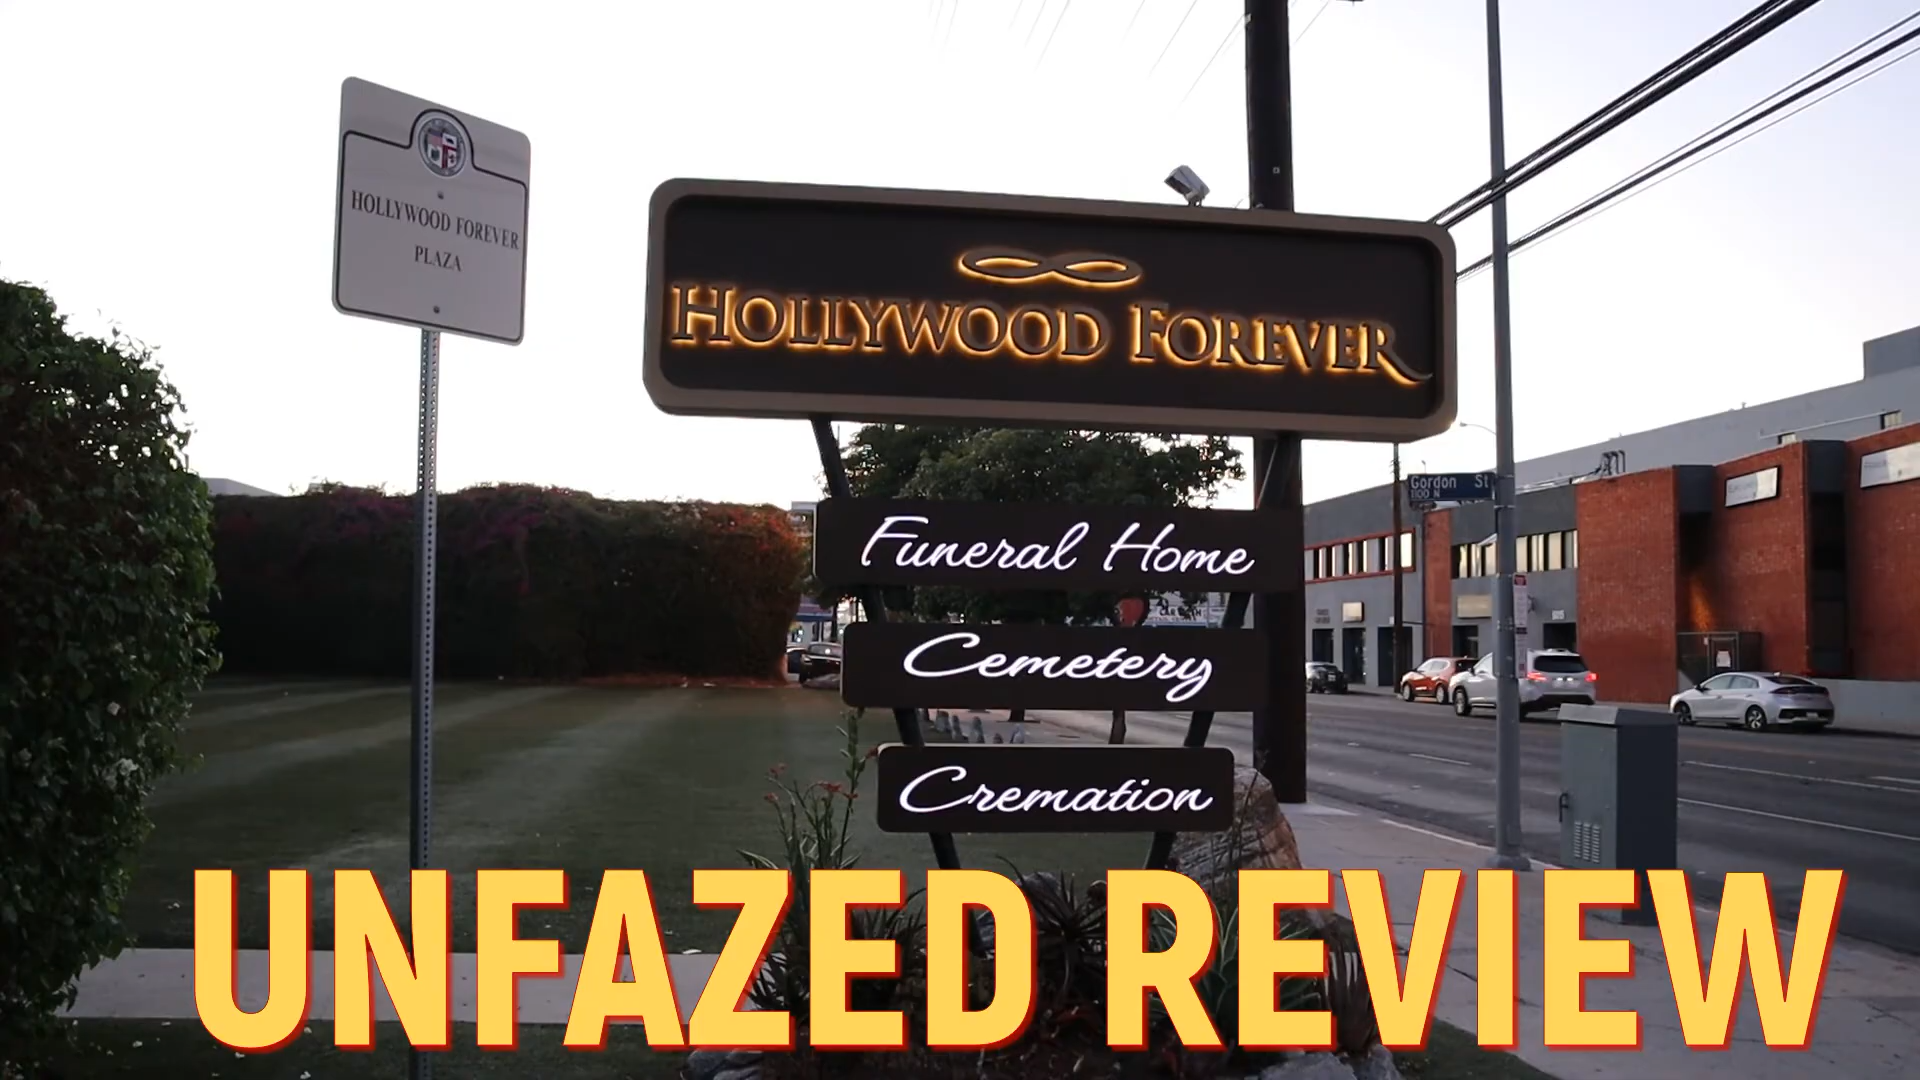 HOLLYWOOD FOREVER
PLAZA
HOLLYWOOD FOREVER
Funeral Home
Cemetery
Cremation
Gordon St
1100 N
UNFAZED REVIEW